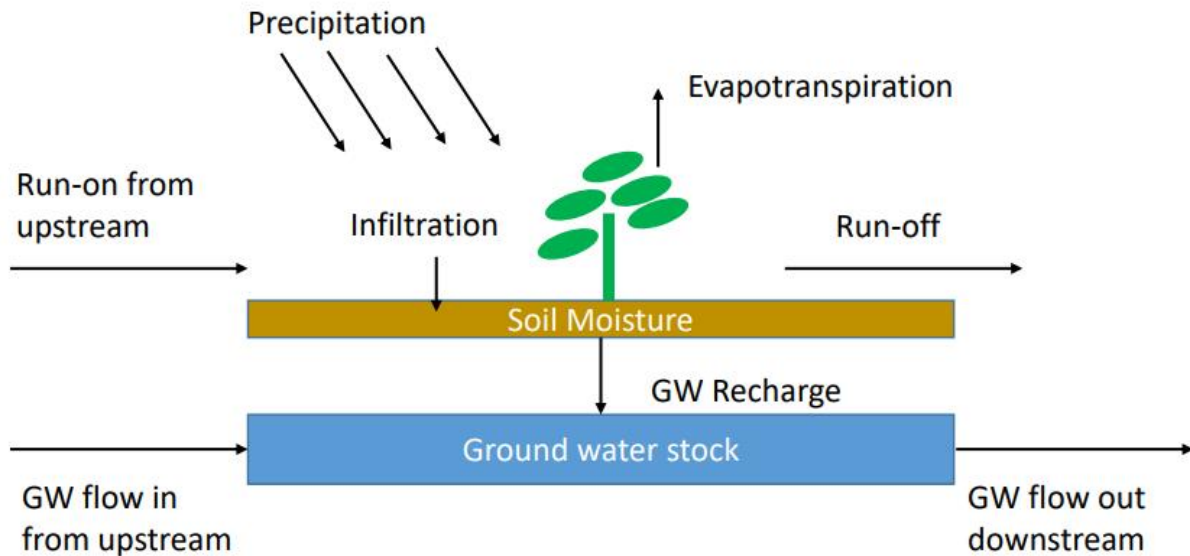 Precipitation
Evapotranspiration
Run-on from
upstream
Infiltration
Run-off
Soil Moisture
GW Recharge
Ground water stock
GW flow in
from upstream
GW flow out
downstream